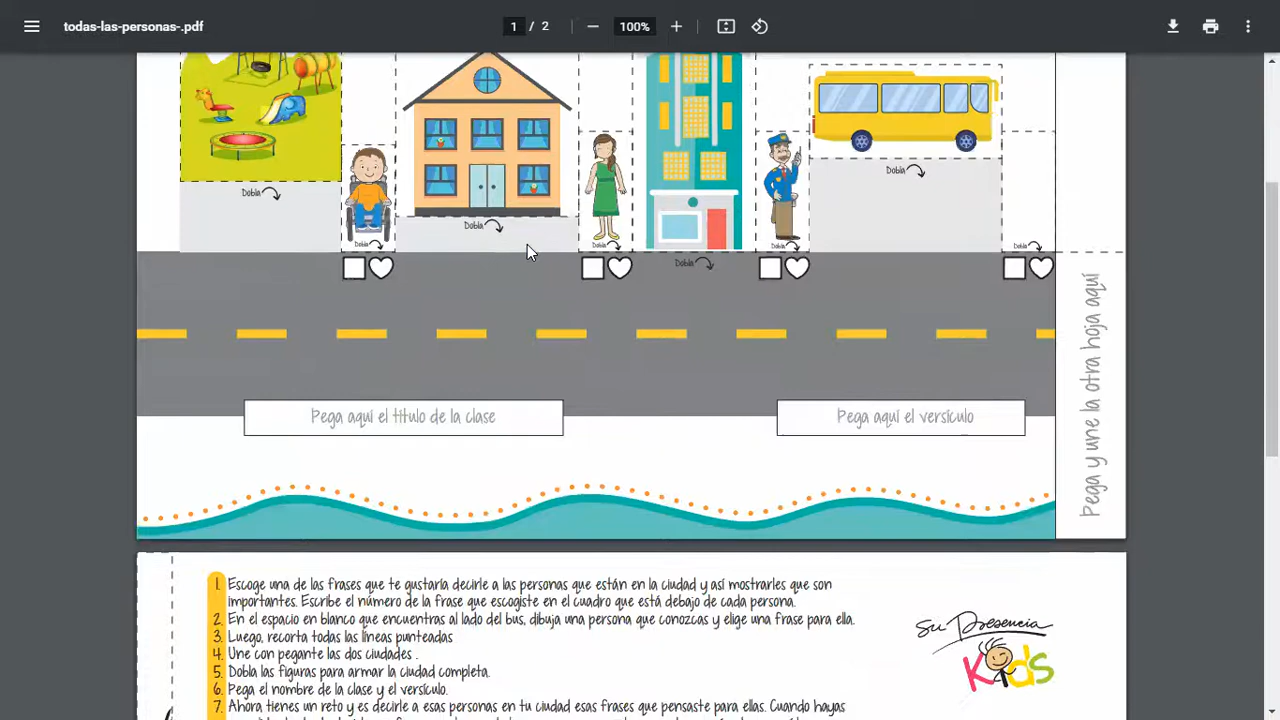 todas-las-personas-.pdf
1 / 2
100%
Dobla
Dobla
Dobla
Dobla
Dobla
Dobla
Dobla
Dobla
Pega aquí el título de la clase
Pega aquí el versículo
Pega y une la otra hoja aquí
1. Escoge una de las frases que te gustaría decirle a las personas que están en la ciudad y así mostrarles que son
importantes. Escribe el número de la frase que escogiste en el cuadro que está debajo de cada persona.
2. En el espacio en blanco que encuentras al lado del bus, dibuja una persona que conozcas y elige una frase para ella.
3. Luego, recorta todas las líneas punteadas
4. Une con pegante las dos ciudades .
5. Dobla las figuras para armar la ciudad completa.
6. Pega el nombre de la clase y el versículo.
7. Ahora tienes un reto y es decirle a esas personas en tu ciudad esas frases que pensaste para ellas. Cuando hayas
Su Presencia
Kids